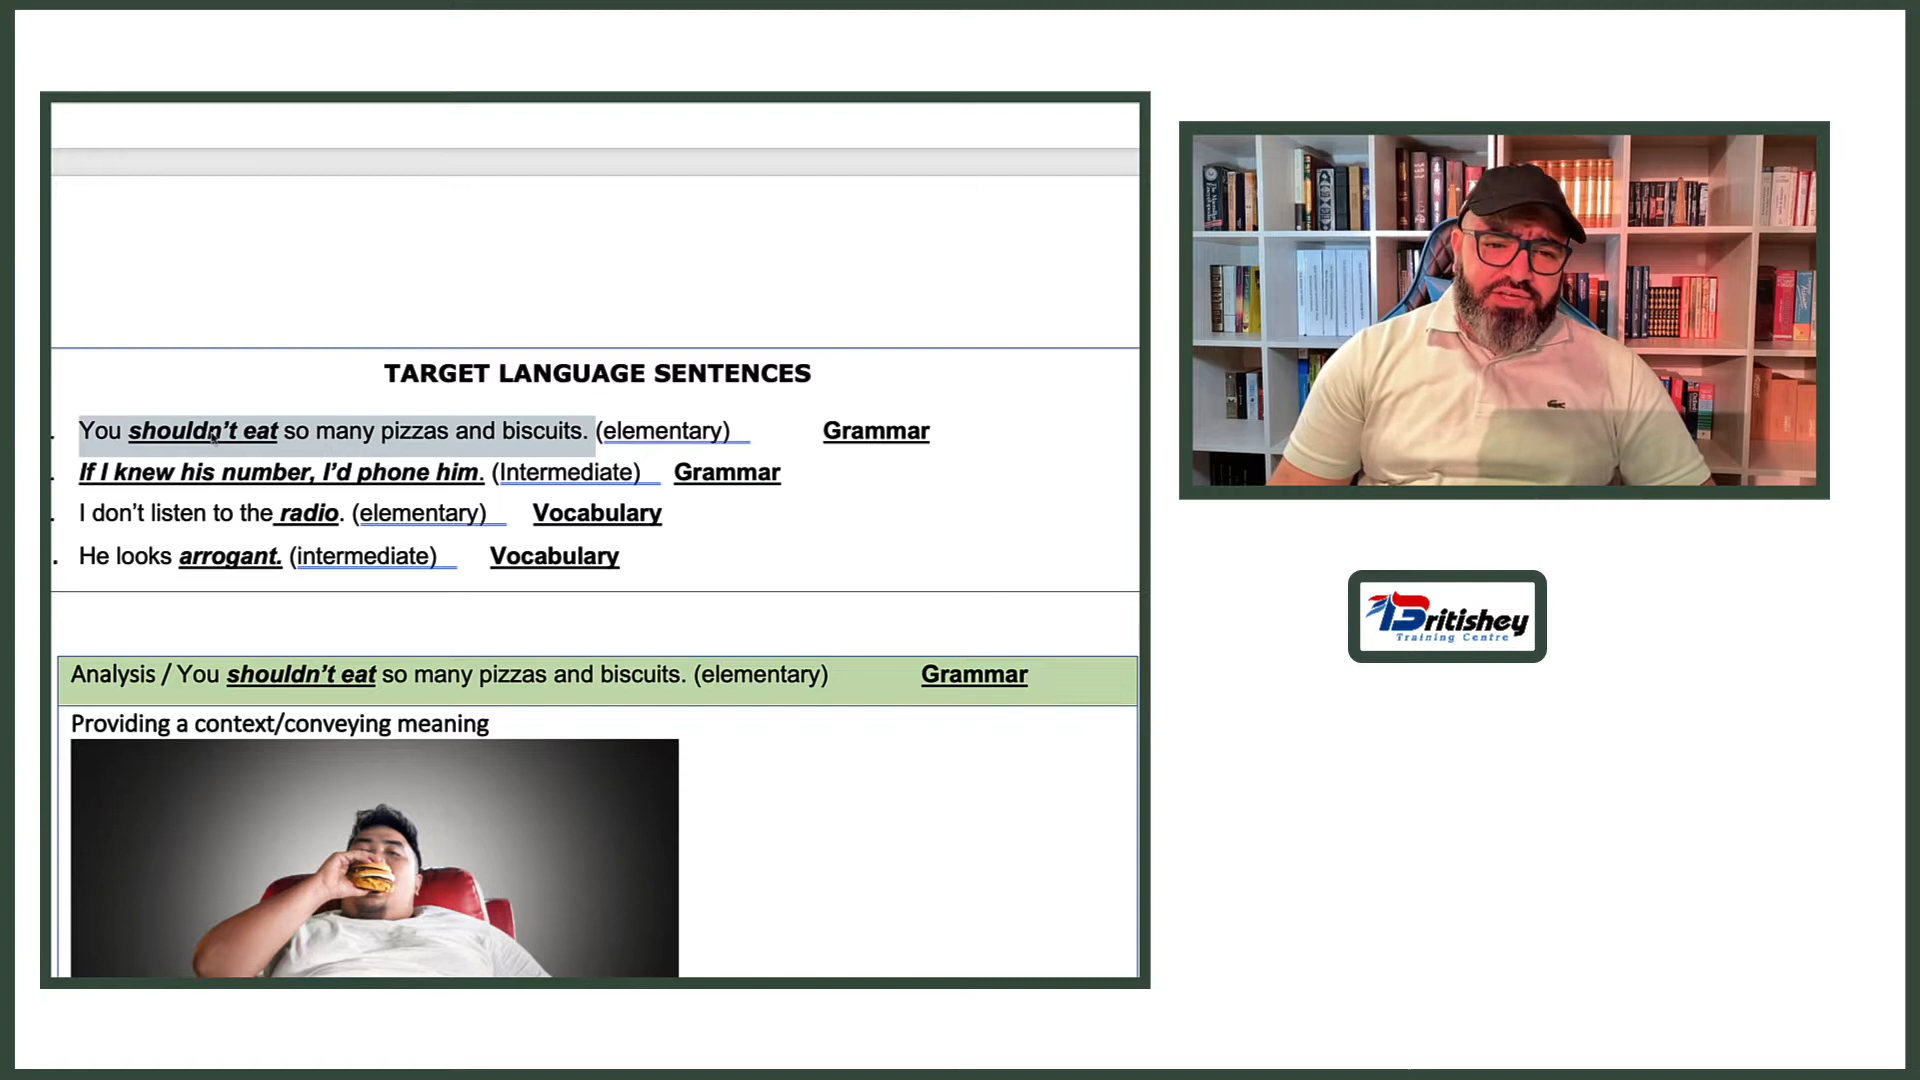 TARGET LANGUAGE SENTENCES
. You shouldn't eat so many pizzas and biscuits. (elementary) Grammar
. If I knew his number, I'd phone him. (Intermediate) Grammar
. I don't listen to the radio. (elementary) Vocabulary
. He looks arrogant. (intermediate) Vocabulary
Analysis / You shouldn't eat so many pizzas and biscuits. (elementary) Grammar
Providing a context/conveying meaning
Britishey
Training Centre